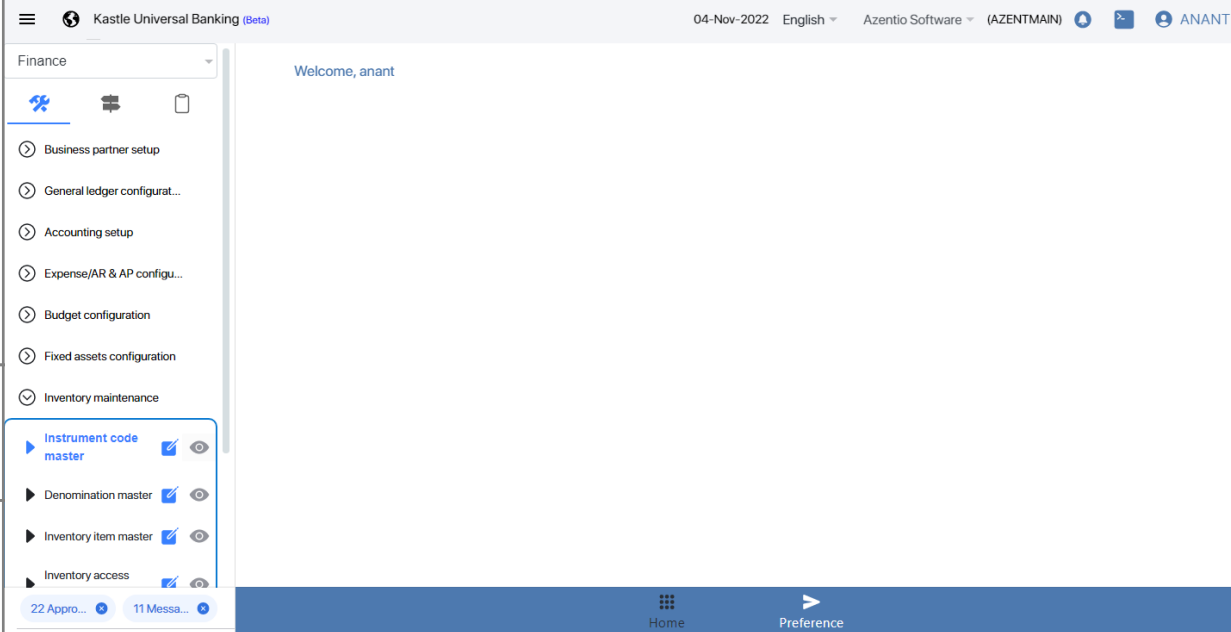 Kastle Universal Banking (Beta)
04-Nov-2022 English Azentio Software (AZENTMAIN) ANANT
Finance
Welcome, anant
Business partner setup
General ledger configurat...
Accounting setup
Expense/AR & AP configu...
Budget configuration
Fixed assets configuration
Inventory maintenance
Instrument code
master
Denomination master
Inventory item master
Inventory access
22 Appro... 11 Messa...
Home Preference